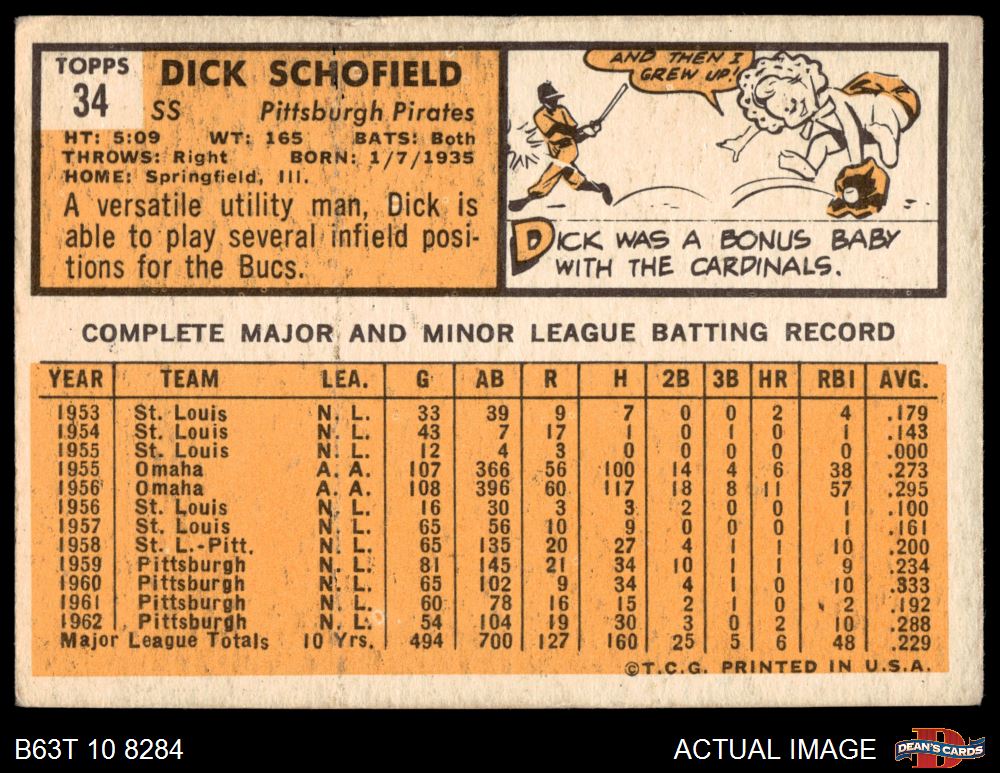 TOPPS
34
DICK SCHOFIELD
SS Pittsburgh Pirates
HT: 5:09 WT: 165 BATS: Both
THROWS: Right BORN: 1/7/1935
HOME: Springfield, Ill.
A versatile utility man, Dick is
able to play several infield posi-
tions for the Bucs.
AND THEN I
GREW UP!
DICK WAS A BONUS BABY
WITH THE CARDINALS.
COMPLETE MAJOR AND MINOR LEAGUE BATTING RECORD
YEAR TEAM LEA. G AB R H 2B 3B HR RBI AVG.
1953 St. Louis N. L. 33 39 9 7 0 0 2 4 .179
1954 St. Louis N. L. 43 7 17 1 0 1 0 1 .143
1955 St. Louis N. L. 12 4 3 0 0 0 0 0 .000
1955 Omaha A. A. 107 366 56 100 14 4 6 38 .273
1956 Omaha A. A. 108 396 60 117 18 8 11 57 .295
1956 St. Louis N. L. 16 30 3 3 2 0 0 1 .100
1957 St. Louis N. L. 65 56 10 9 0 0 0 1 .161
1958 St. L.-Pitt. N. L. 65 135 20 27 4 1 1 10 .200
1959 Pittsburgh N. L. 81 145 21 34 10 1 1 9 .234
1960 Pittsburgh N. L. 65 102 9 34 4 1 0 10 .333
1961 Pittsburgh N. L. 60 78 16 15 2 1 0 2 .192
1962 Pittsburgh N. L. 54 104 19 30 3 0 2 10 .288
Major League Totals 10 Yrs. 494 700 127 160 25 5 6 48 .229
©T.C.G. PRINTED IN U.S.A.
B63T 10 8284
ACTUAL IMAGE
D
DEAN'S CARDS